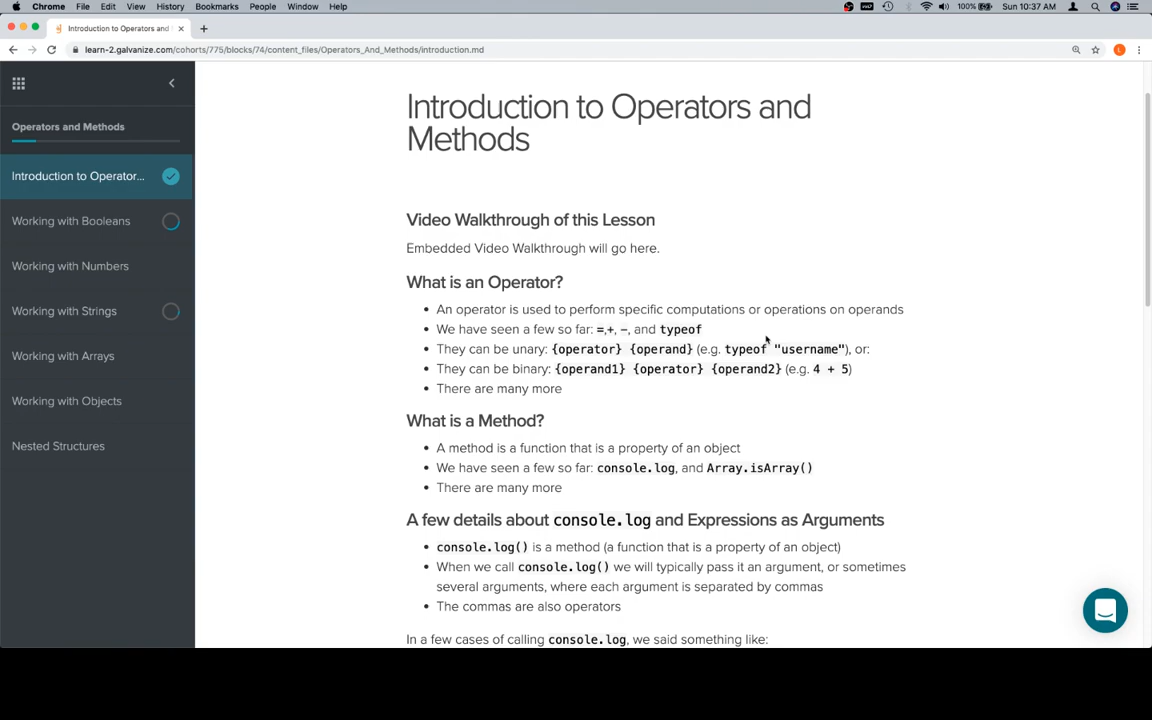 Chrome File Edit View History Bookmarks People Window Help 100% Sun 10:37 AM
Introduction to Operators and
learn-2.galvanize.com/cohorts/775/blocks/74/content_files/Operators_And_Methods/introduction.md
Operators and Methods
Introduction to Operator...
Working with Booleans
Working with Numbers
Working with Strings
Working with Arrays
Working with Objects
Nested Structures
Introduction to Operators and
Methods
Video Walkthrough of this Lesson
Embedded Video Walkthrough will go here.
What is an Operator?
• An operator is used to perform specific computations or operations on operands
• We have seen a few so far: =,+, −, and typeof
• They can be unary: {operator} {operand} (e.g. typeof "username"), or:
• They can be binary: {operand1} {operator} {operand2} (e.g. 4 + 5)
• There are many more
What is a Method?
• A method is a function that is a property of an object
• We have seen a few so far: console.log, and Array.isArray()
• There are many more
A few details about console.log and Expressions as Arguments
• console.log() is a method (a function that is a property of an object)
• When we call console.log() we will typically pass it an argument, or sometimes
several arguments, where each argument is separated by commas
• The commas are also operators
In a few cases of calling console.log, we said something like: